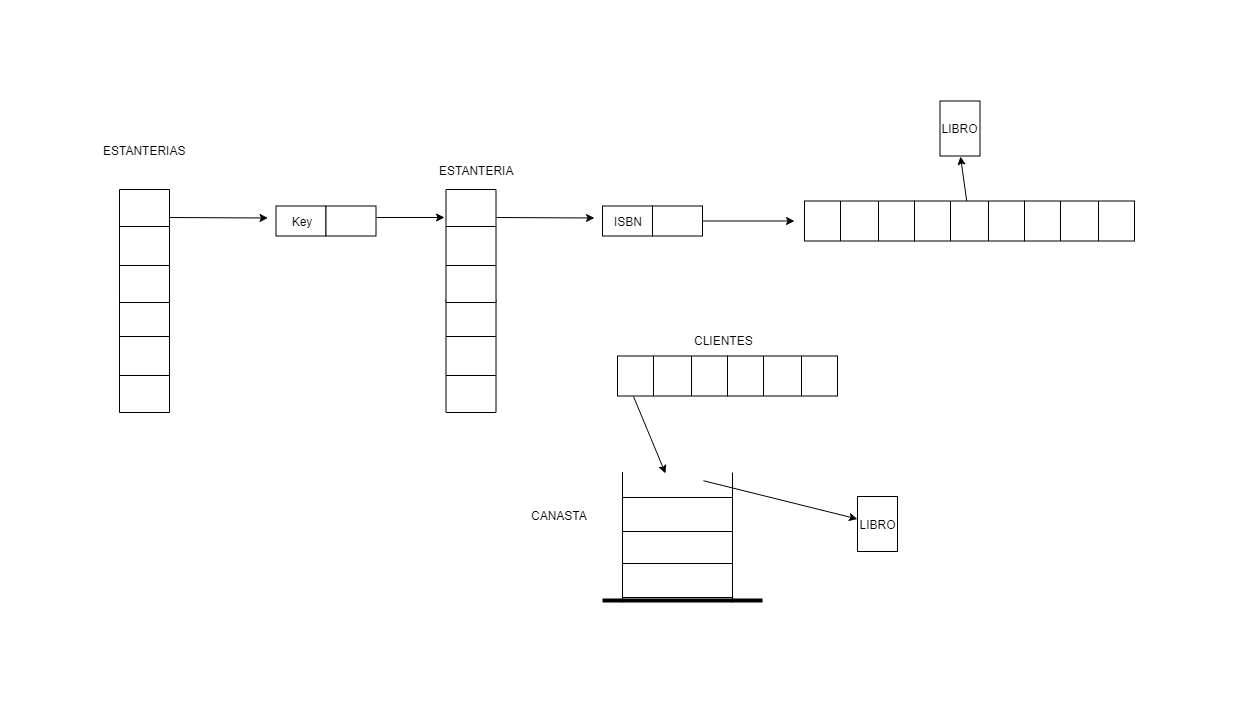 LIBRO
ESTANTERIAS
ESTANTERIA
Key
ISBN
CLIENTES
CANASTA
LIBRO